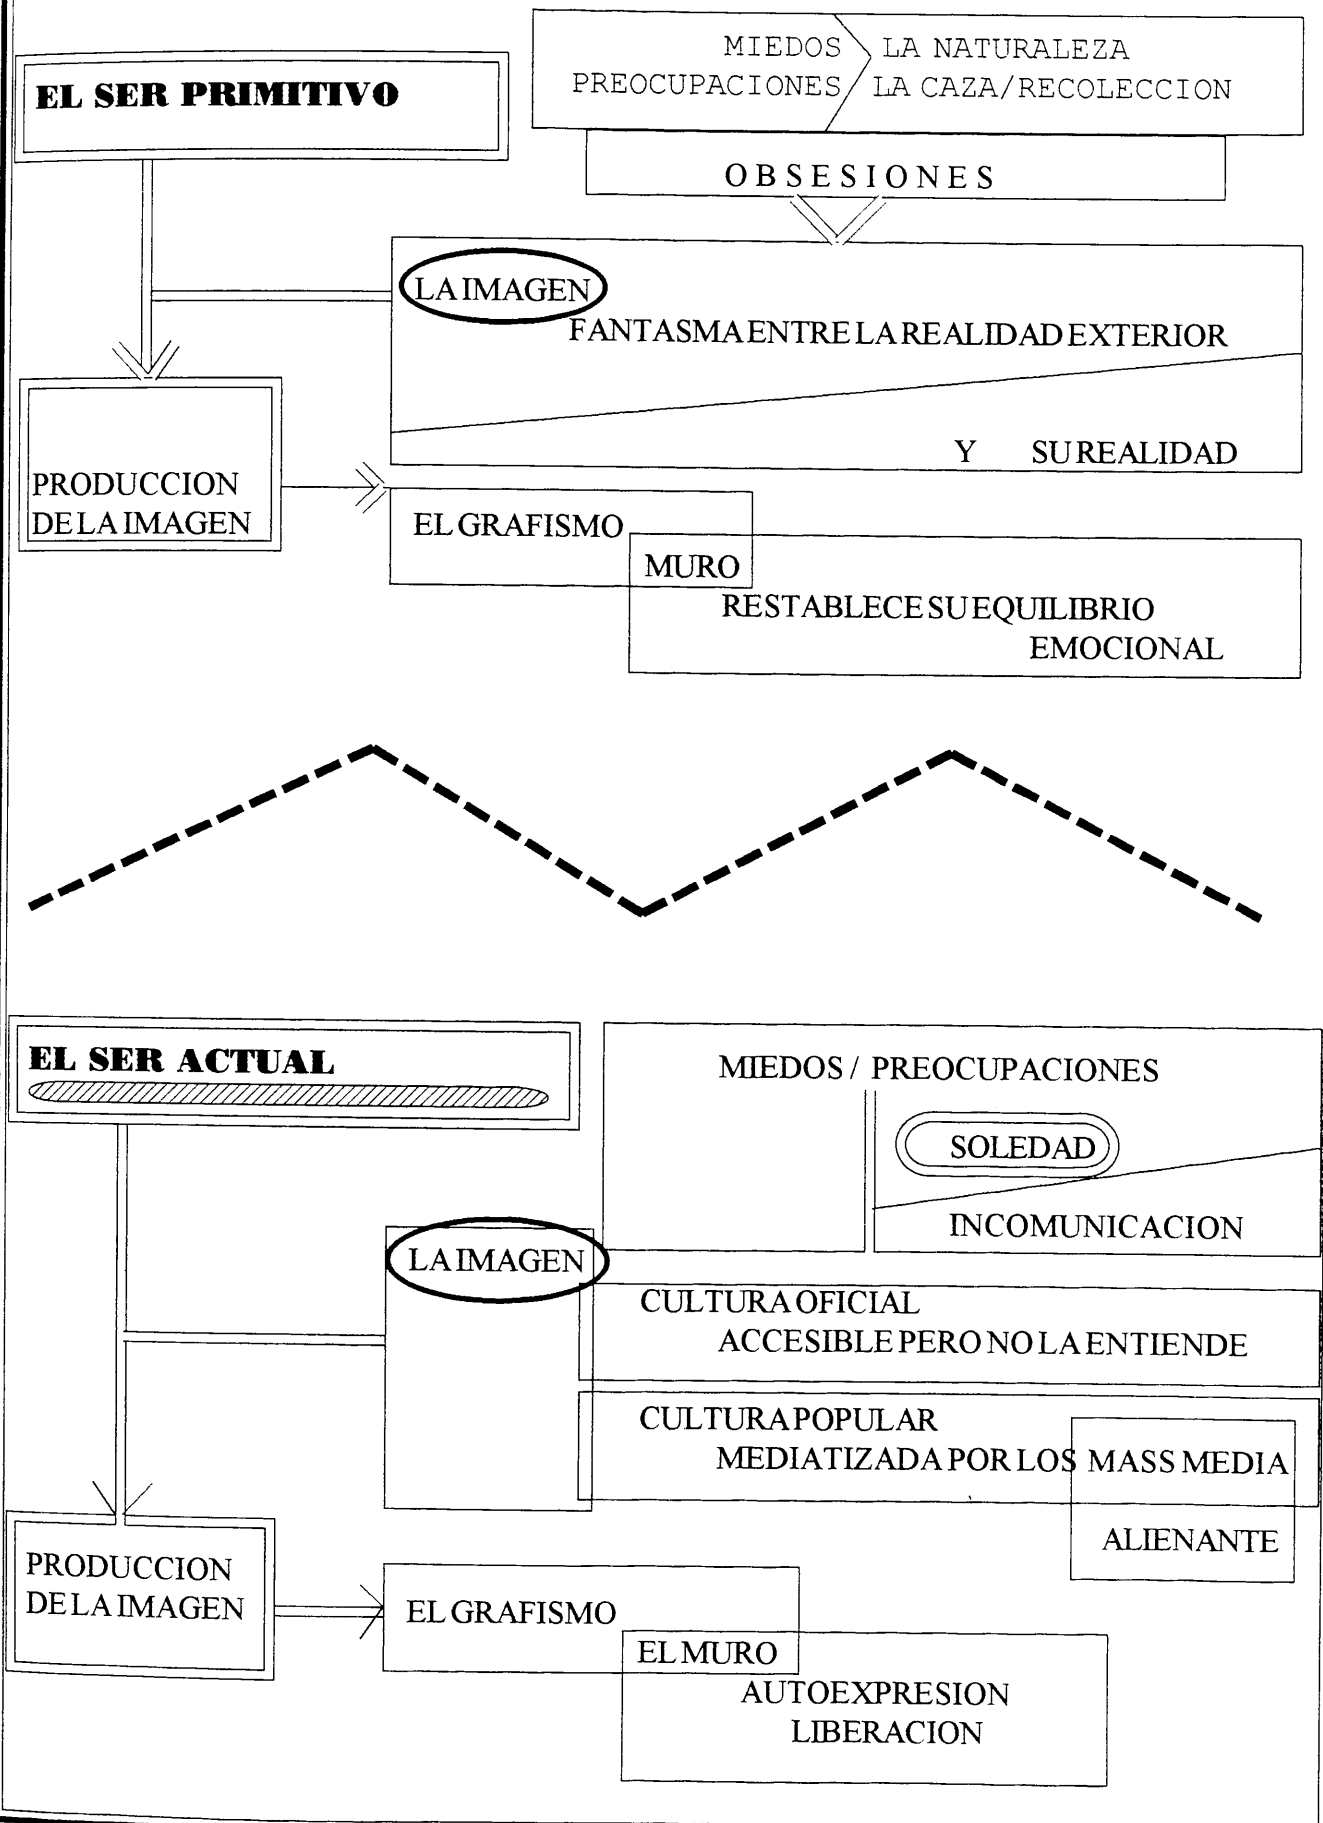 EL SER PRIMITIVO
MIEDOS LA NATURALEZA
PREOCUPACIONES LA CAZA/RECOLECCION
OBSESIONES
LA IMAGEN
FANTASMA ENTRE LA REALIDAD EXTERIOR
Y SU REALIDAD
PRODUCCION
DE LA IMAGEN
EL GRAFISMO
MURO
RESTABLECE SU EQUILIBRIO
EMOCIONAL
EL SER ACTUAL
MIEDOS / PREOCUPACIONES
SOLEDAD
INCOMUNICACION
LA IMAGEN
CULTURA OFICIAL
ACCESIBLE PERO NO LA ENTIENDE
CULTURA POPULAR
MEDIATIZADA POR LOS MASS MEDIA
ALIENANTE
PRODUCCION
DE LA IMAGEN
EL GRAFISMO
EL MURO
AUTOEXPRESION
LIBERACION